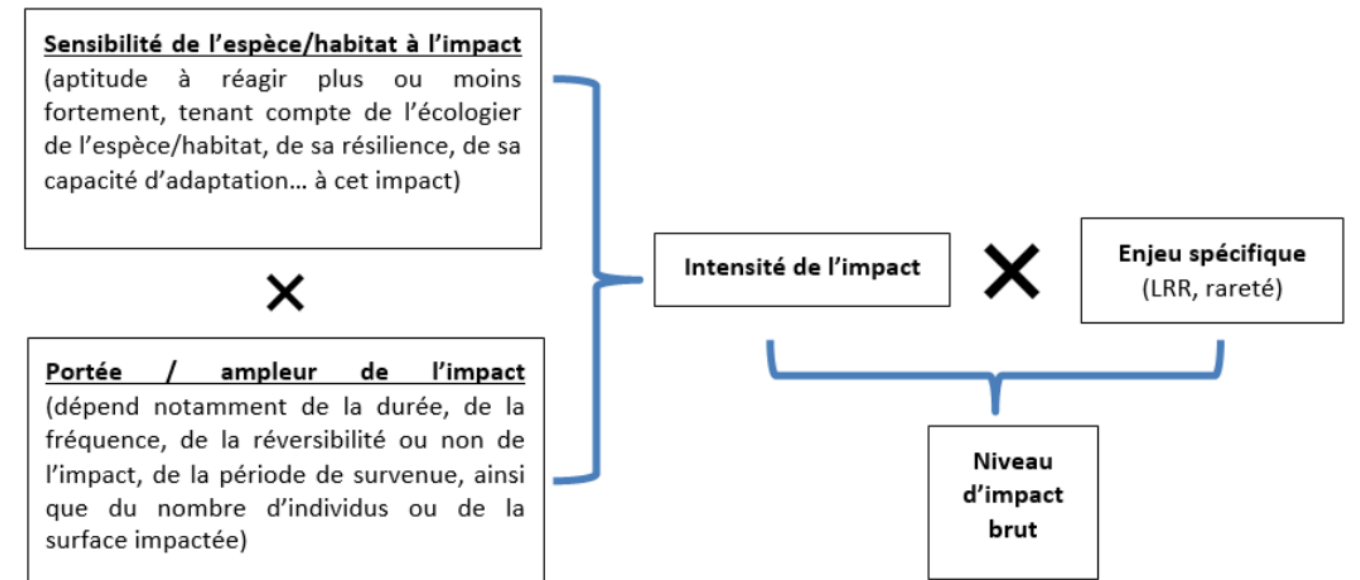 Sensibilité de l’espèce/habitat à l’impact
(aptitude à réagir plus ou moins
fortement, tenant compte de l’écologier
de l’espèce/habitat, de sa résilience, de sa
capacité d’adaptation… à cet impact)
×
Portée / ampleur de l’impact
(dépend notamment de la durée, de la
fréquence, de la réversibilité ou non de
l’impact, de la période de survenue, ainsi
que du nombre d’individus ou de la
surface impactée)
Intensité de l’impact
×
Enjeu spécifique
(LRR, rareté)
Niveau
d’impact
brut